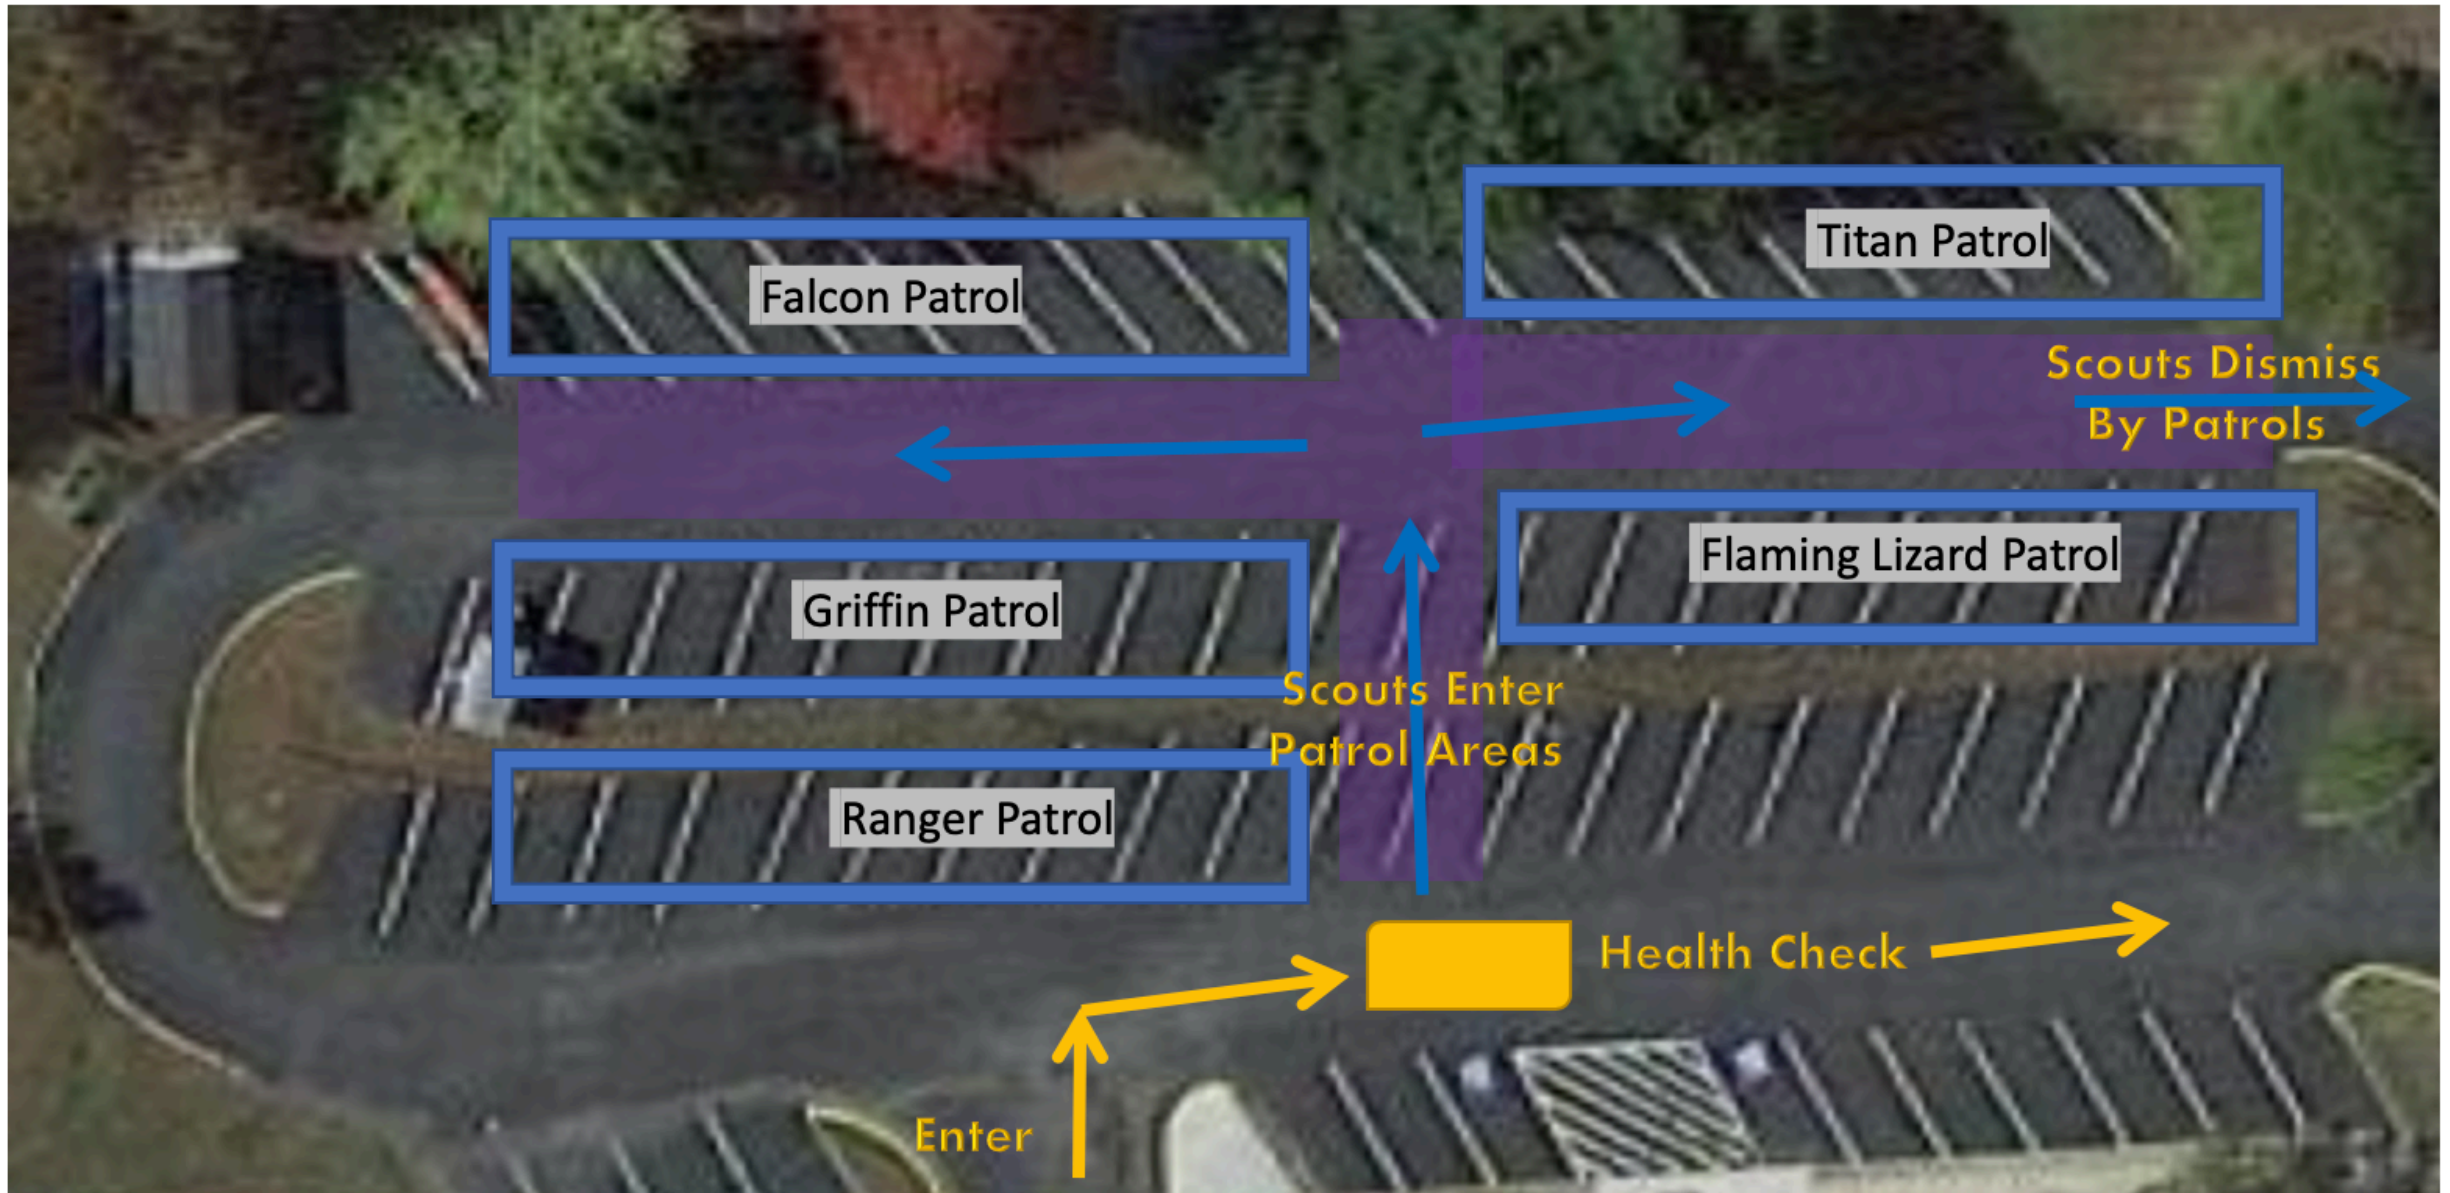 Titan Patrol
Falcon Patrol
Scouts Dismiss
By Patrols
Flaming Lizard Patrol
Griffin Patrol
Scouts Enter
Patrol Areas
Ranger Patrol
Health Check
Enter